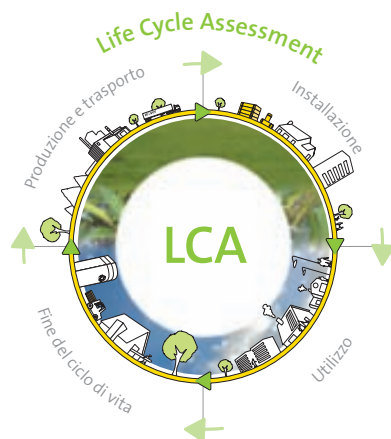 Life Cycle Assessment
Produzione e trasporto
Installazione
LCA
Fine del ciclo di vita
Utilizzo